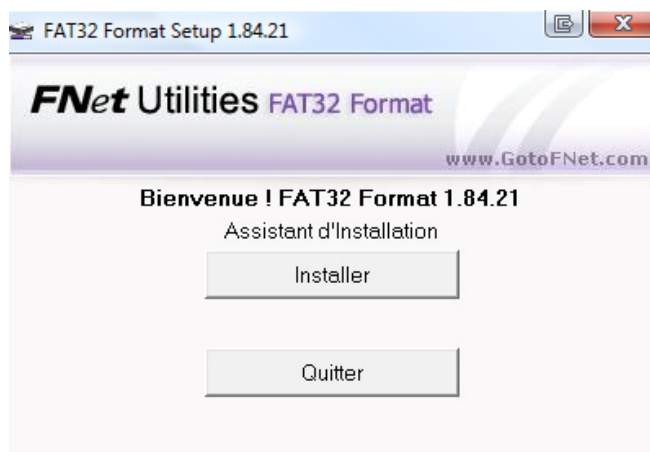 FAT32 Format Setup 1.84.21
FNet Utilities FAT32 Format
www.GotoFNet.com
Bienvenue ! FAT32 Format 1.84.21
Assistant d'Installation
Installer
Quitter